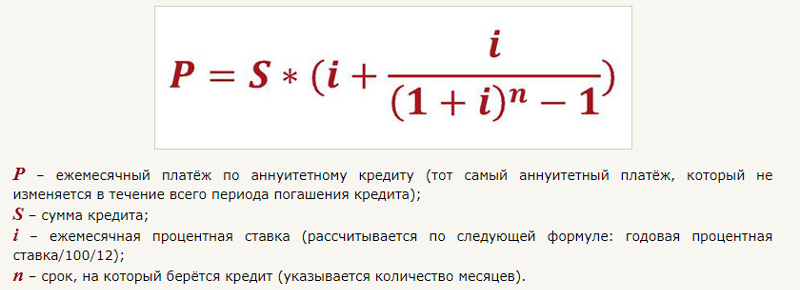 P = S * (i + i / ((1 + i)^n − 1))
P – ежемесячный платёж по аннуитетному кредиту (тот самый аннуитетный платёж, который не
изменяется в течение всего периода погашения кредита);
S – сумма кредита;
i – ежемесячная процентная ставка (рассчитывается по следующей формуле: годовая процентная
ставка/100/12);
n – срок, на который берётся кредит (указывается количество месяцев).